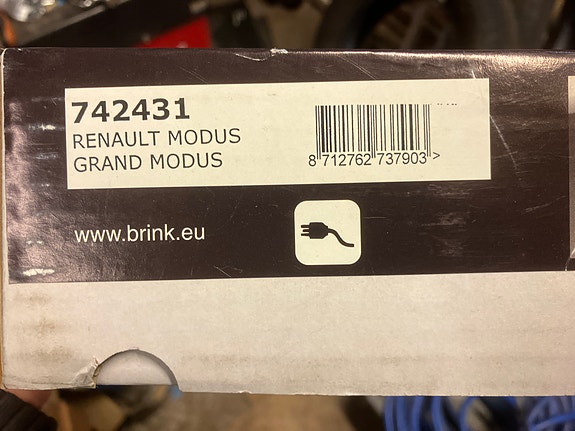 742431
RENAULT MODUS
GRAND MODUS
8 712762 737903 >
www.brink.eu